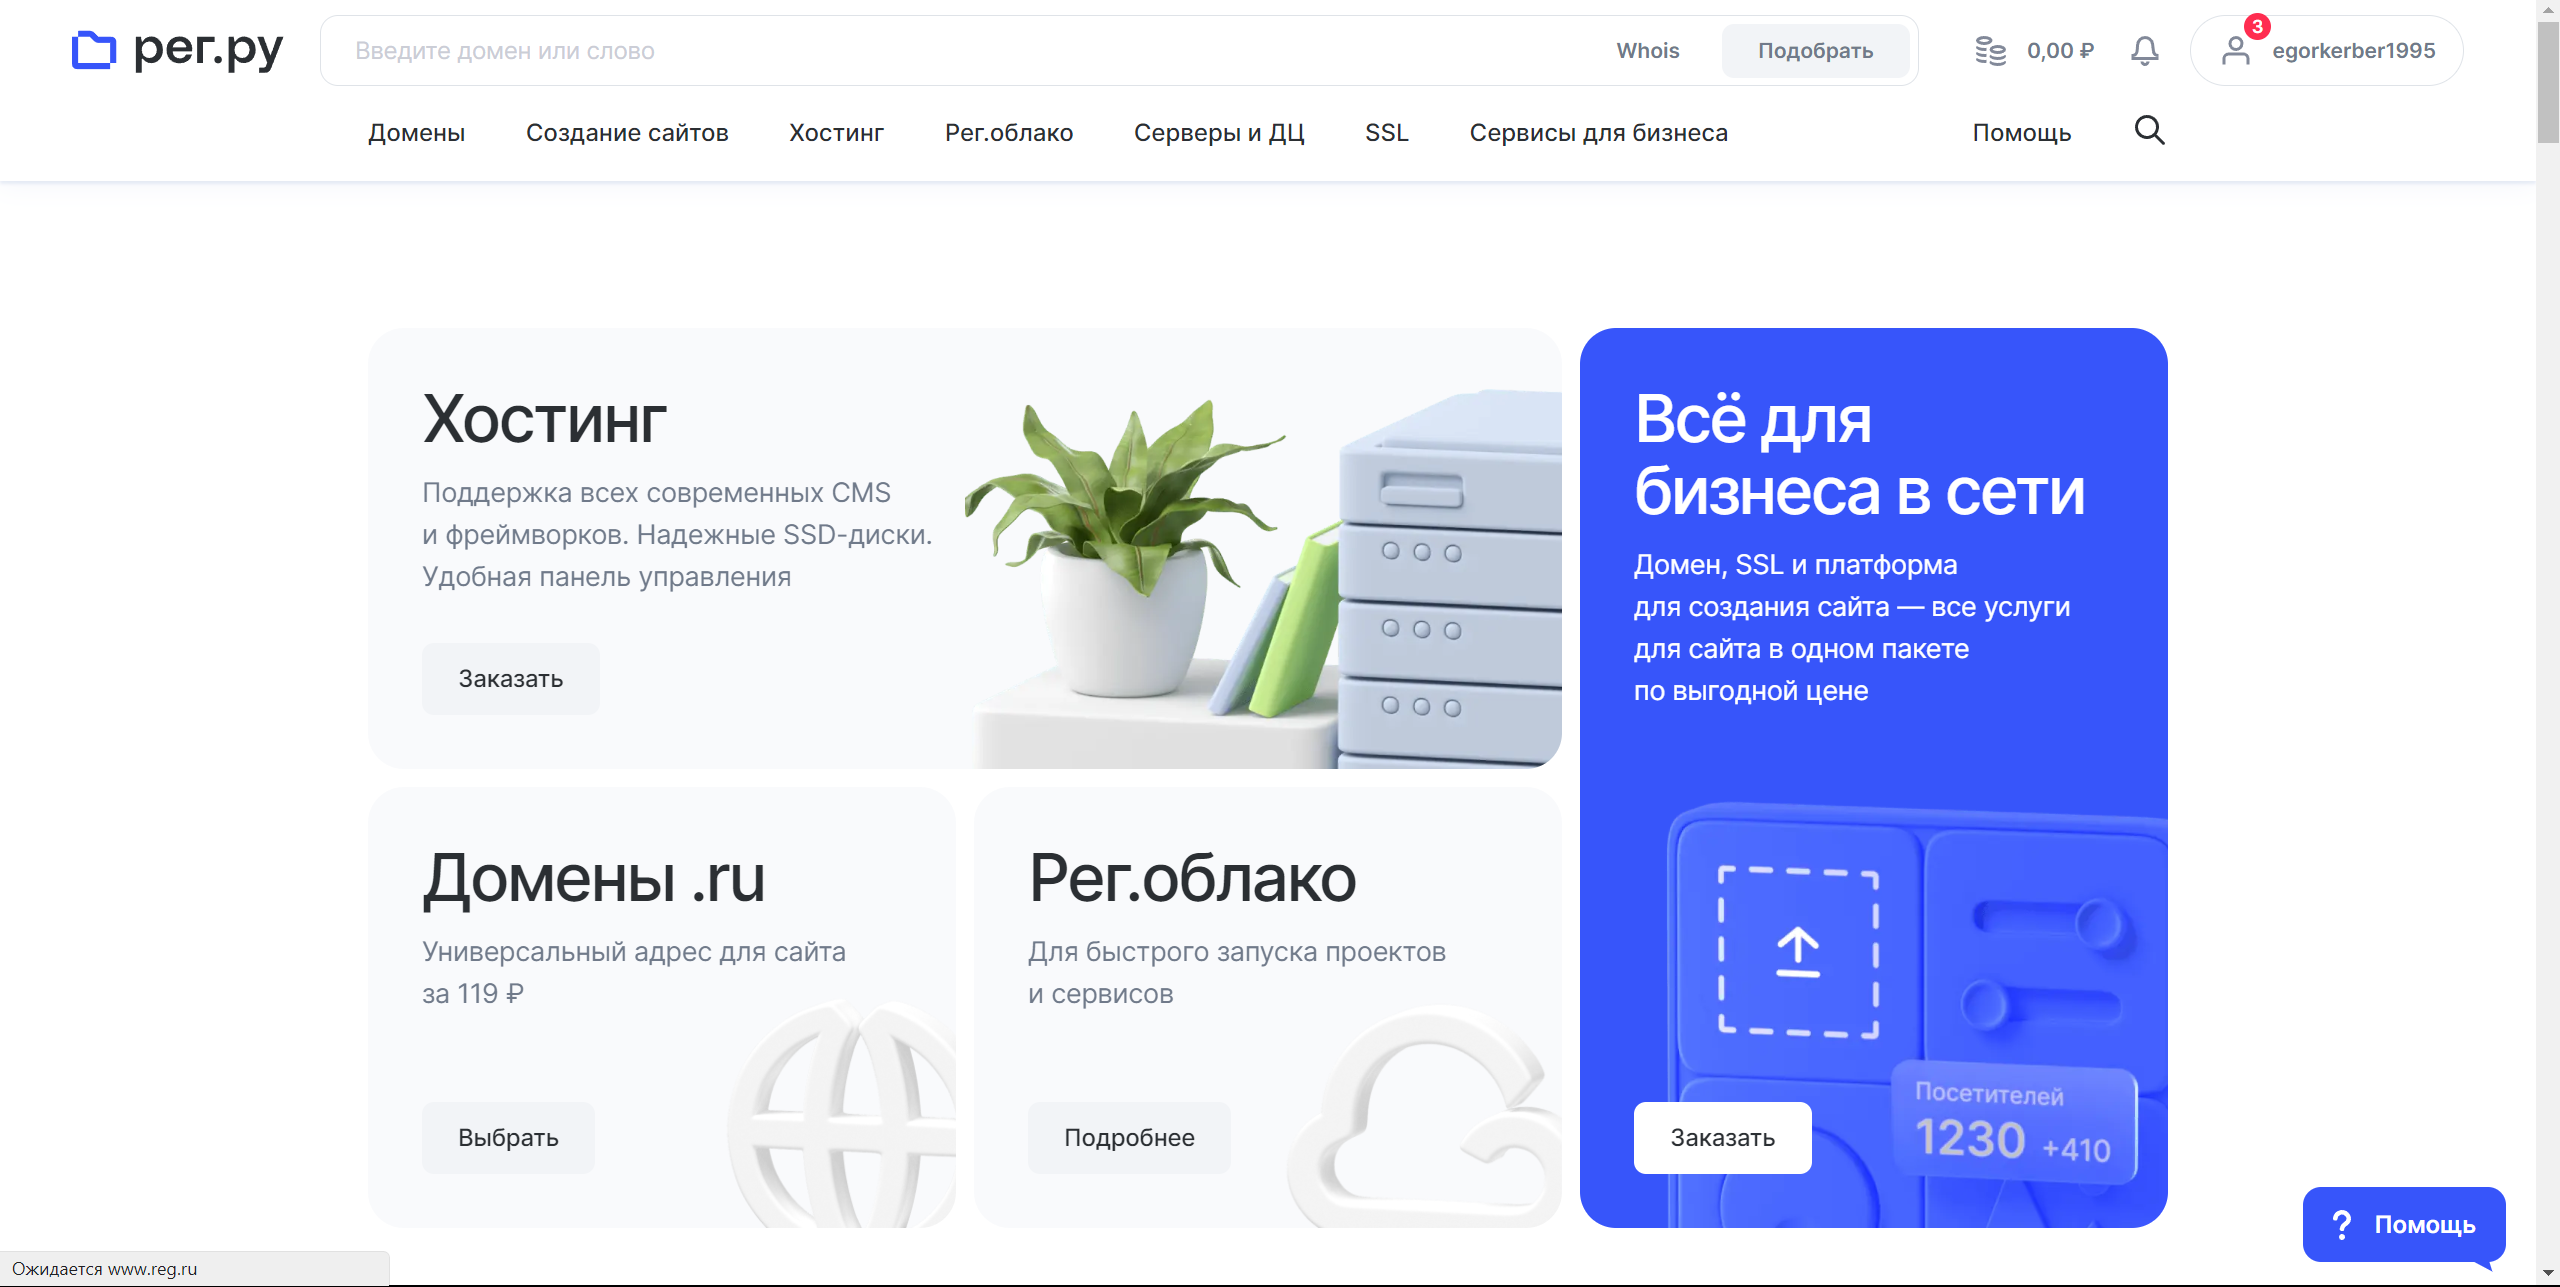 рег.ру
Введите домен или слово
Whois
Подобрать
0,00 ₽
3
egorkerber1995
Домены
Создание сайтов
Хостинг
Рег.облако
Серверы и ДЦ
SSL
Сервисы для бизнеса
Помощь
Хостинг
Поддержка всех современных CMS
и фреймворков. Надежные SSD-диски.
Удобная панель управления
Заказать
Всё для
бизнеса в сети
Домен, SSL и платформа
для создания сайта — все услуги
для сайта в одном пакете
по выгодной цене
Посетителей
1230 +410
Заказать
Домены .ru
Универсальный адрес для сайта
за 119 ₽
Выбрать
Рег.облако
Для быстрого запуска проектов
и сервисов
Подробнее
? Помощь
Ожидается www.reg.ru